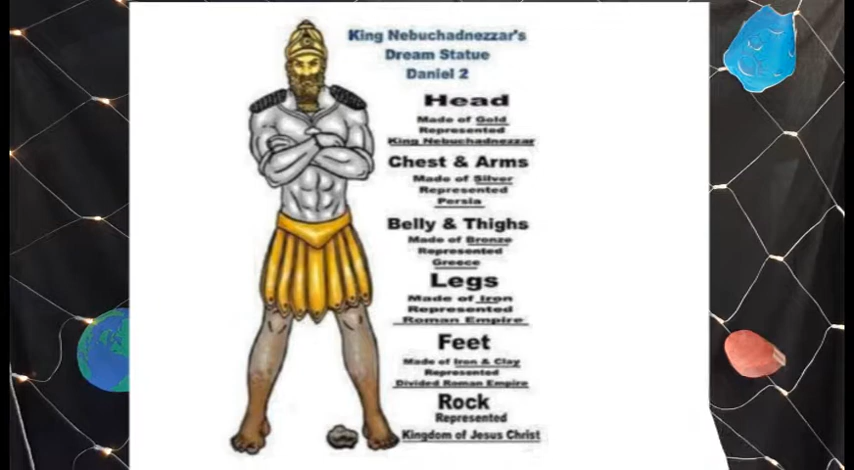 King Nebuchadnezzar's
Dream Statue
Daniel 2
Head
Made of Gold
Represented
King Nebuchadnezzar
Chest & Arms
Made of Silver
Represented
Persia
Belly & Thighs
Made of Bronze
Represented
Greece
Legs
Made of Iron
Represented
Roman Empire
Feet
Made of Iron & Clay
Represented
Divided Roman Empire
Rock
Represented
Kingdom of Jesus Christ